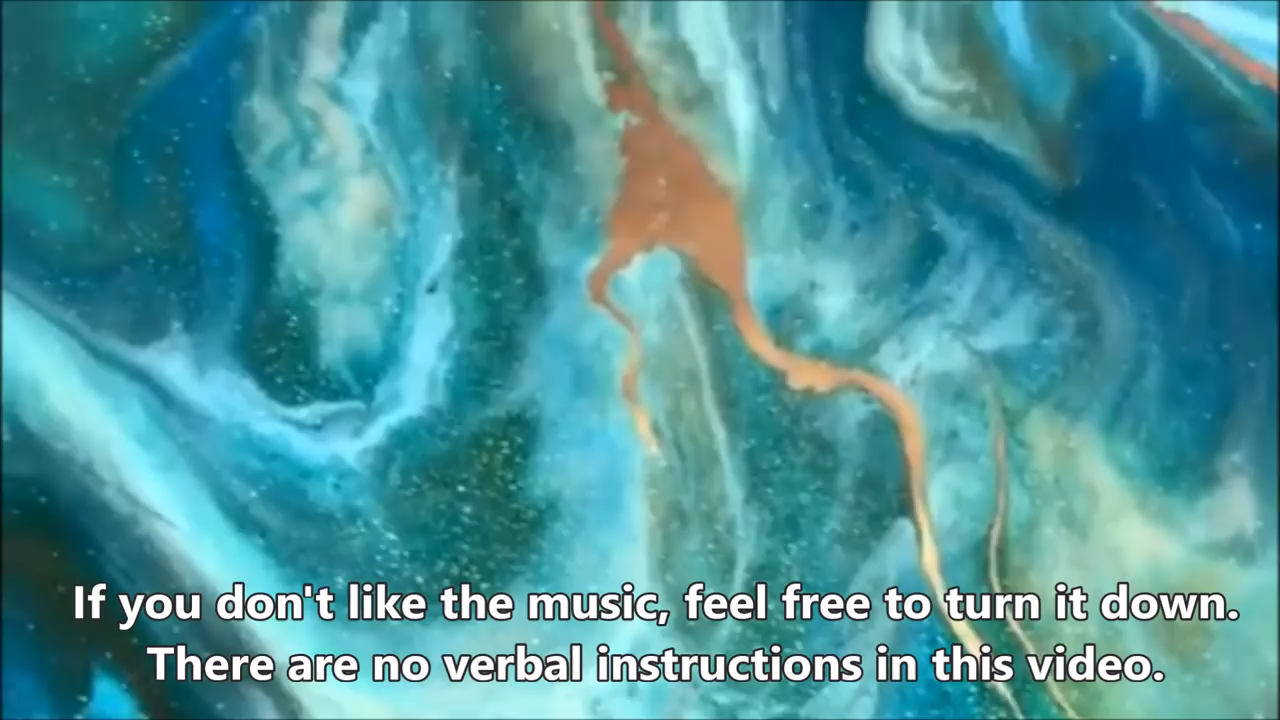 If you don't like the music, feel free to turn it down.
There are no verbal instructions in this video.